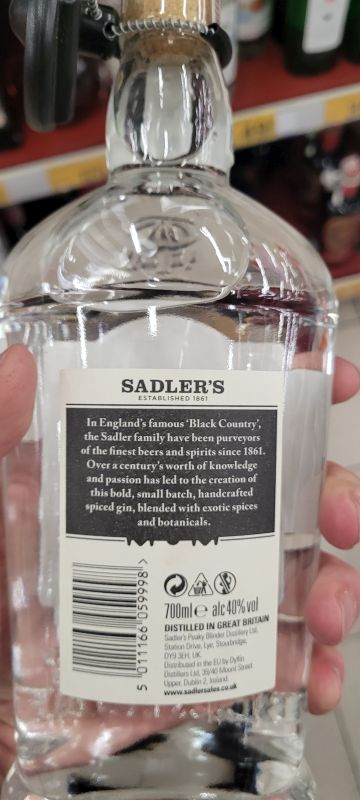 SADLER'S
ESTABLISHED 1861
In England's famous 'Black Country',
the Sadler family have been purveyors
of the finest beers and spirits since 1861.
Over a century's worth of knowledge
and passion has led to the creation of
this bold, small batch, handcrafted
spiced gin, blended with exotic spices
and botanicals.
5 011166 059998 >
700ml e alc 40% vol
DISTILLED IN GREAT BRITAIN
Sadler's Peaky Blinder Distillery Ltd,
Station Drive, Lye, Stourbridge,
DY9 3EH, UK
Distributed in the EU by Dyflin
Distillers Ltd, 39/40 Mount Street
Upper, Dublin 2, Ireland.
www.sadlersales.co.uk